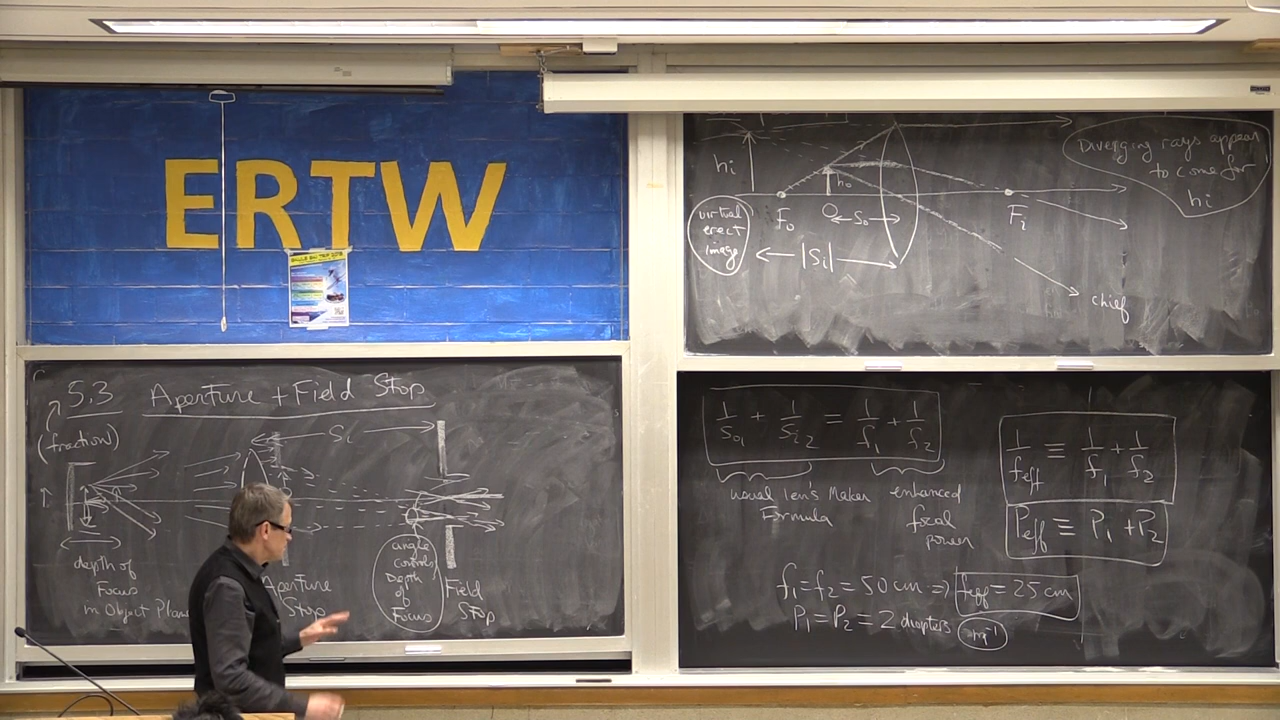 ERTW
5.3 Aperture + Field Stop
(fraction)
Si
depth of
Focus
in Object Plane
Aperture
Stop
angle
controls
Depth
of
Focus
Field
Stop
hi
Diverging rays appear
to come for
hi
ho
Fo
O
So
Fi
virtual
erect
image
|Si|
chief
1/So1 + 1/Si2 = 1/f1 + 1/f2
usual len's Maker
Formula
enhanced
focal
power
1/feff ≡ 1/f1 + 1/f2
Peff ≡ P1 + P2
f1 = f2 = 50 cm ⇒ feff = 25 cm
P1 = P2 = 2 diopters